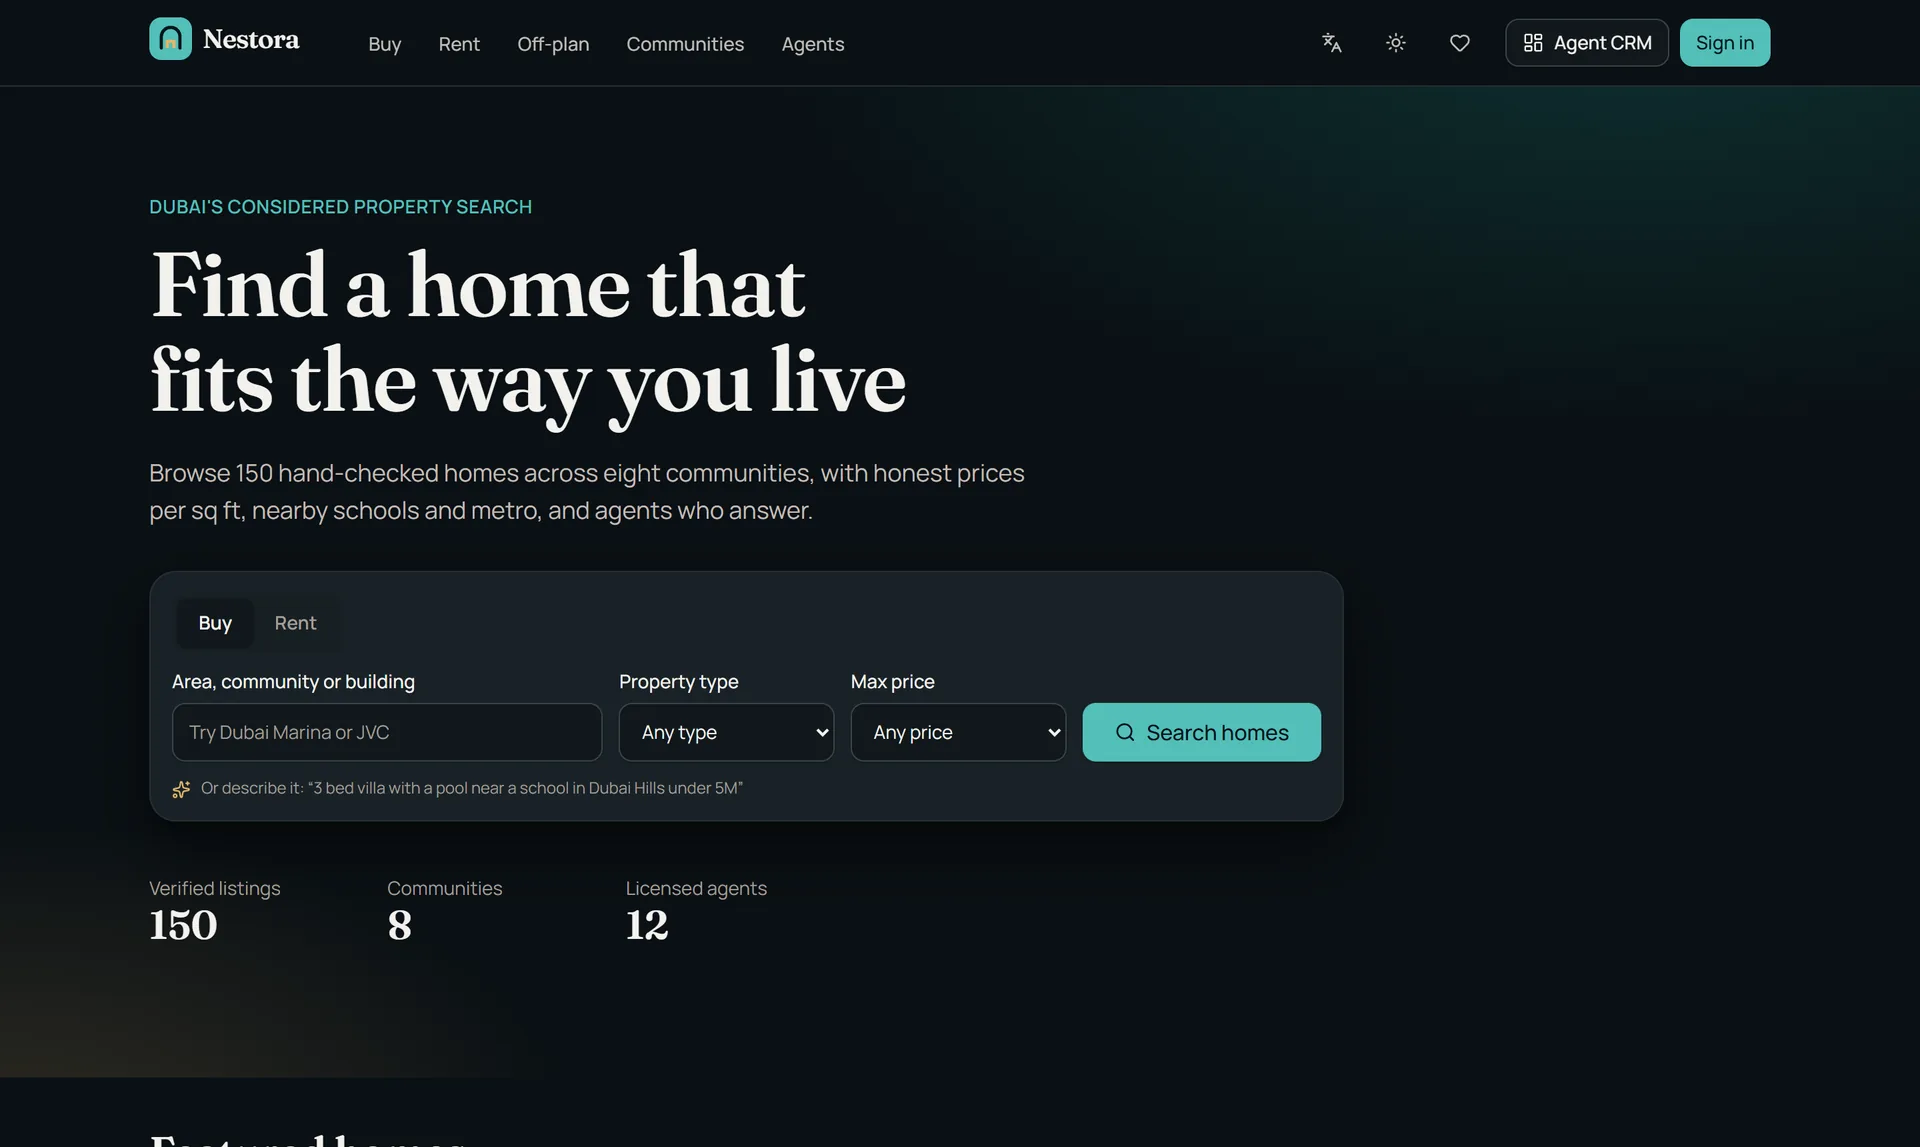 Nestora
Buy
Rent
Off-plan
Communities
Agents
Agent CRM
Sign in
DUBAI'S CONSIDERED PROPERTY SEARCH
Find a home that
fits the way you live
Browse 150 hand-checked homes across eight communities, with honest prices
per sq ft, nearby schools and metro, and agents who answer.
Buy
Rent
Area, community or building
Property type
Max price
Try Dubai Marina or JVC
Any type
Any price
Search homes
Or describe it: “3 bed villa with a pool near a school in Dubai Hills under 5M”
Verified listings
Communities
Licensed agents
150
8
12
Featured homes